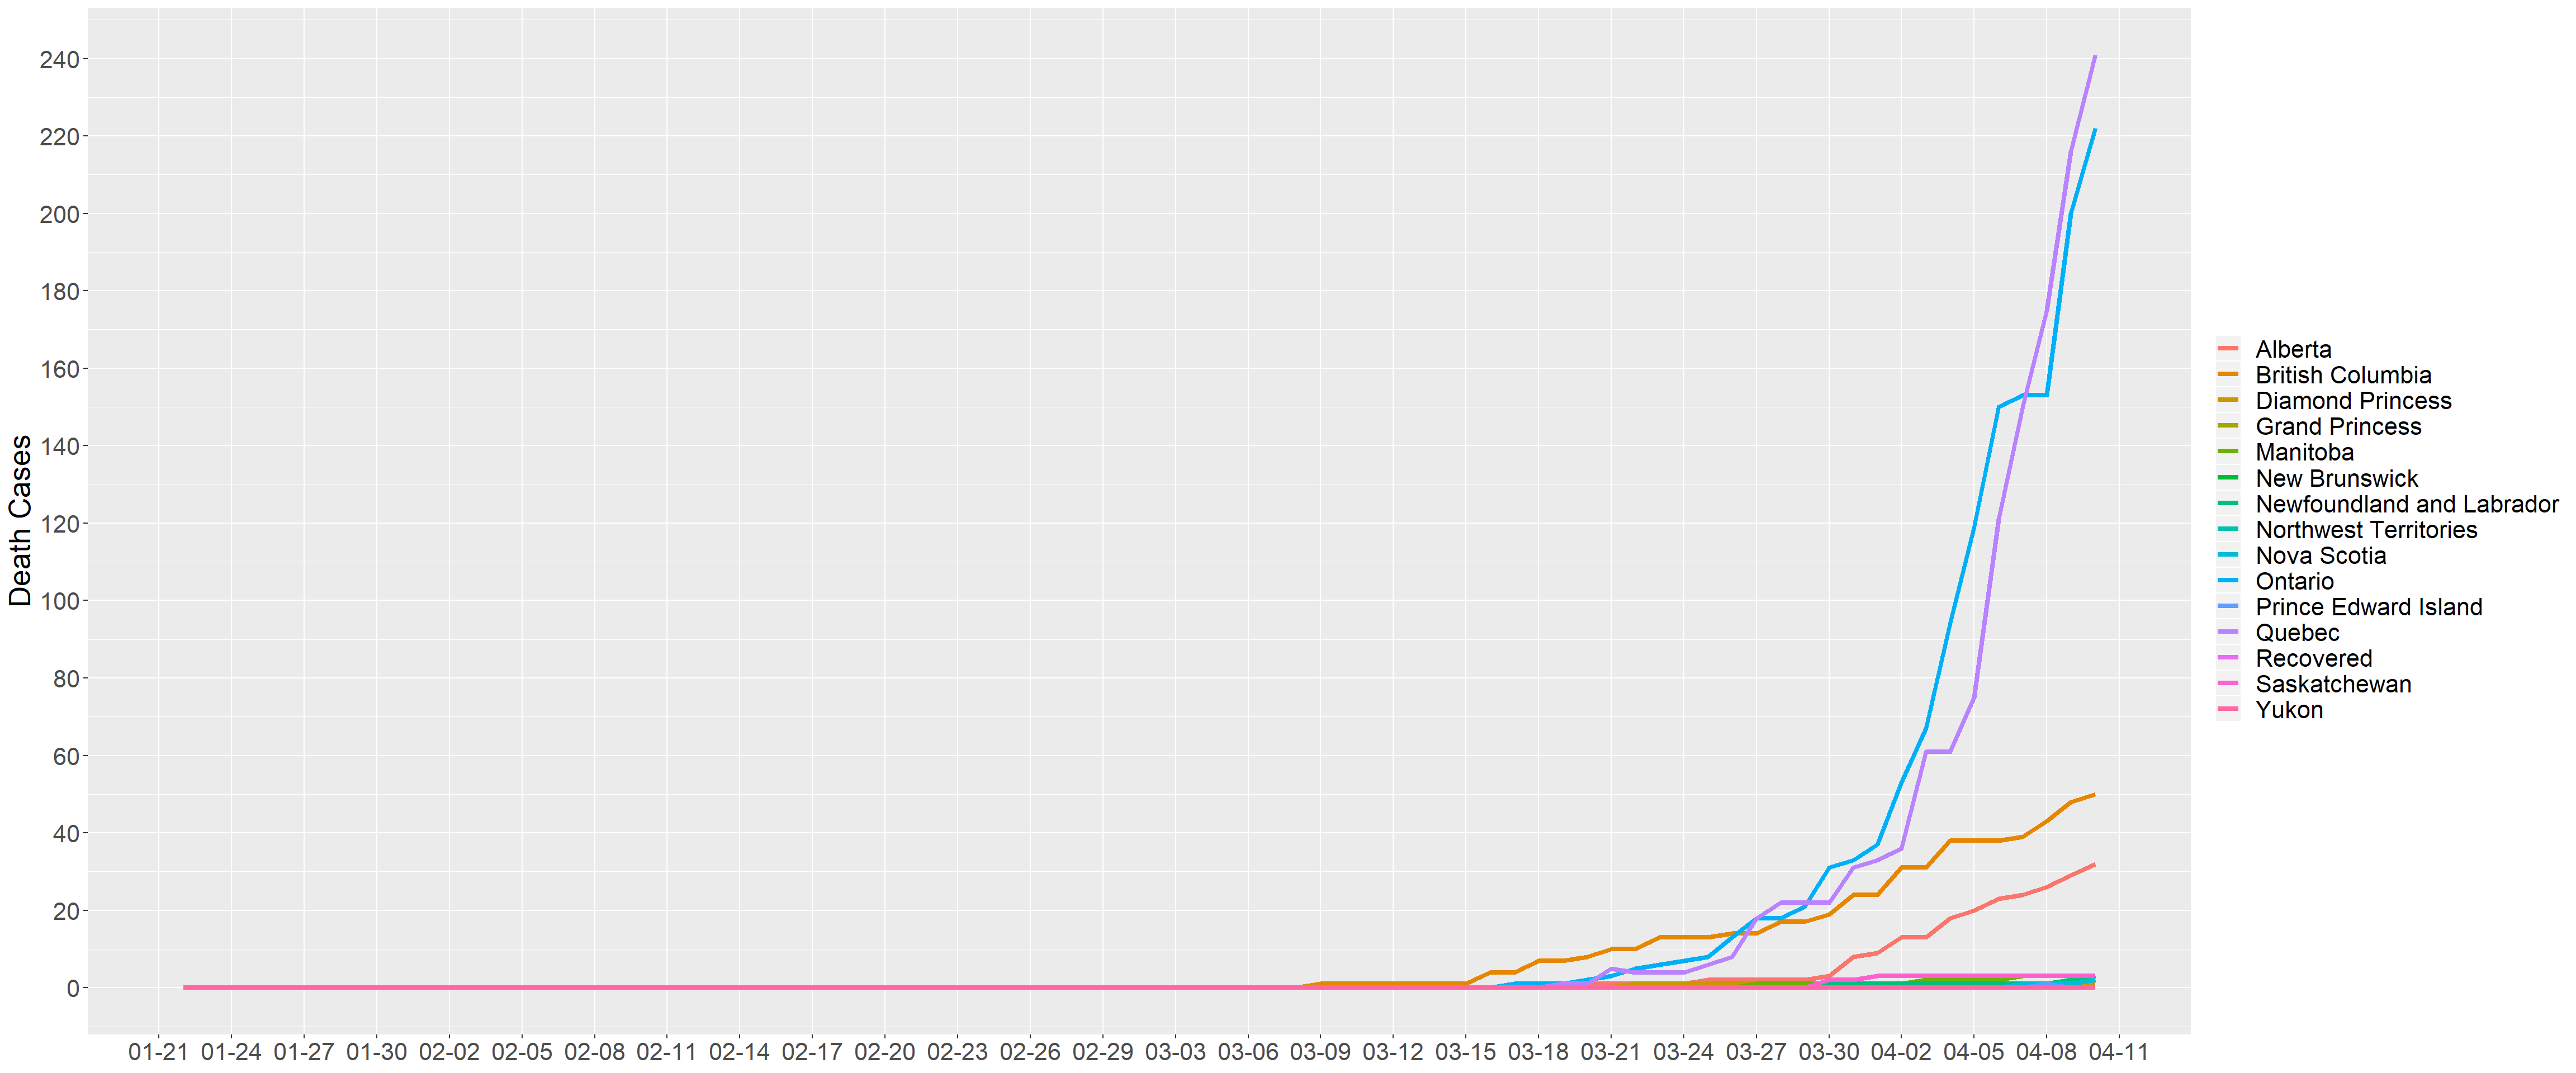 Death Cases
240
220
200
180
160
140
120
100
80
60
40
20
0
01-21 01-24 01-27 01-30 02-02 02-05 02-08 02-11 02-14 02-17 02-20 02-23 02-26 02-29 03-03 03-06 03-09 03-12 03-15 03-18 03-21 03-24 03-27 03-30 04-02 04-05 04-08 04-11
Alberta
British Columbia
Diamond Princess
Grand Princess
Manitoba
New Brunswick
Newfoundland and Labrador
Northwest Territories
Nova Scotia
Ontario
Prince Edward Island
Quebec
Recovered
Saskatchewan
Yukon